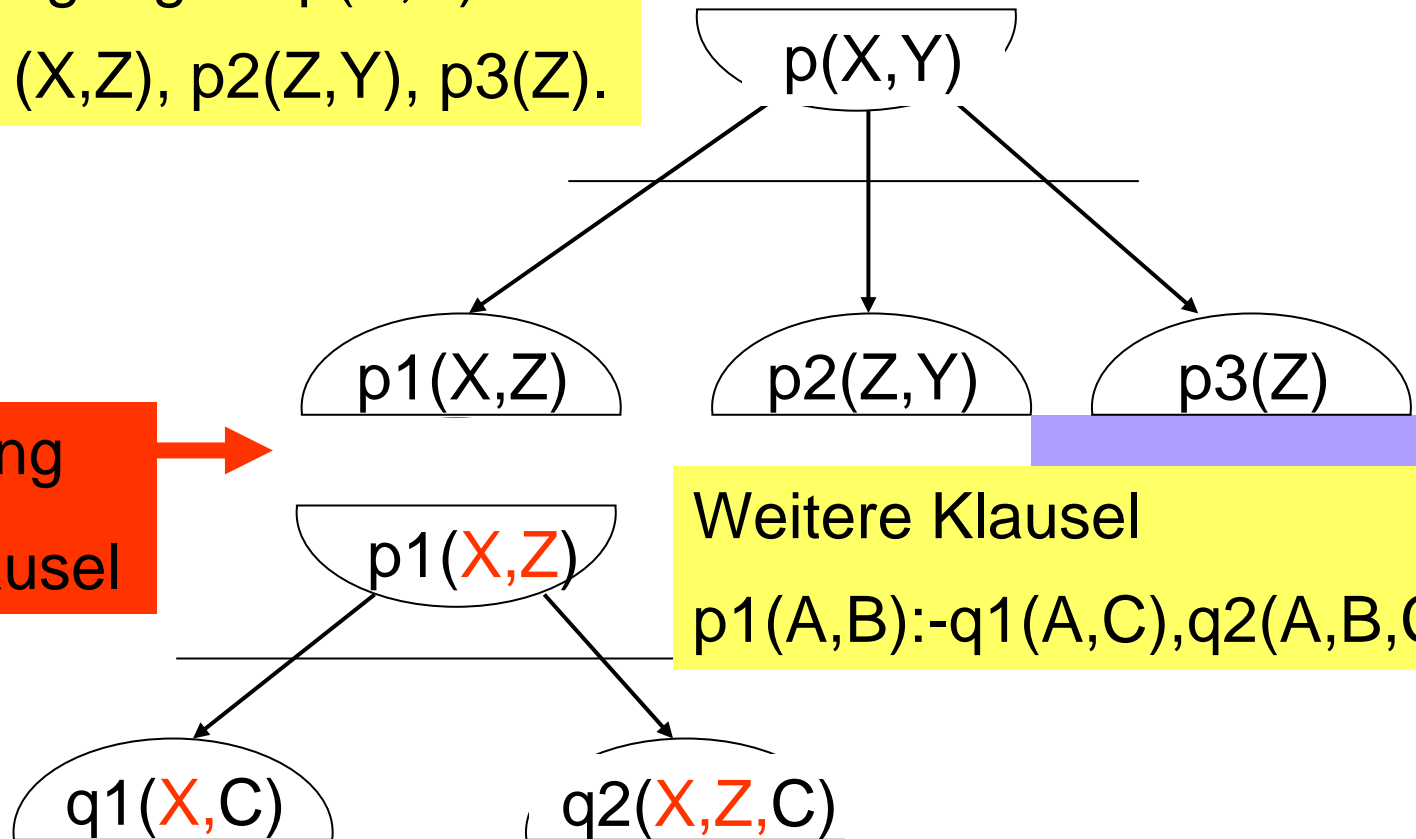 (X,Z), p2(Z,Y), p3(Z).
p(X,Y)
p1(X,Z)
p2(Z,Y)
p3(Z)
ng
usel
p1(X,Z)
Weitere Klausel
p1(A,B):-q1(A,C),q2(A,B,
q1(X,C)
q2(X,Z,C)